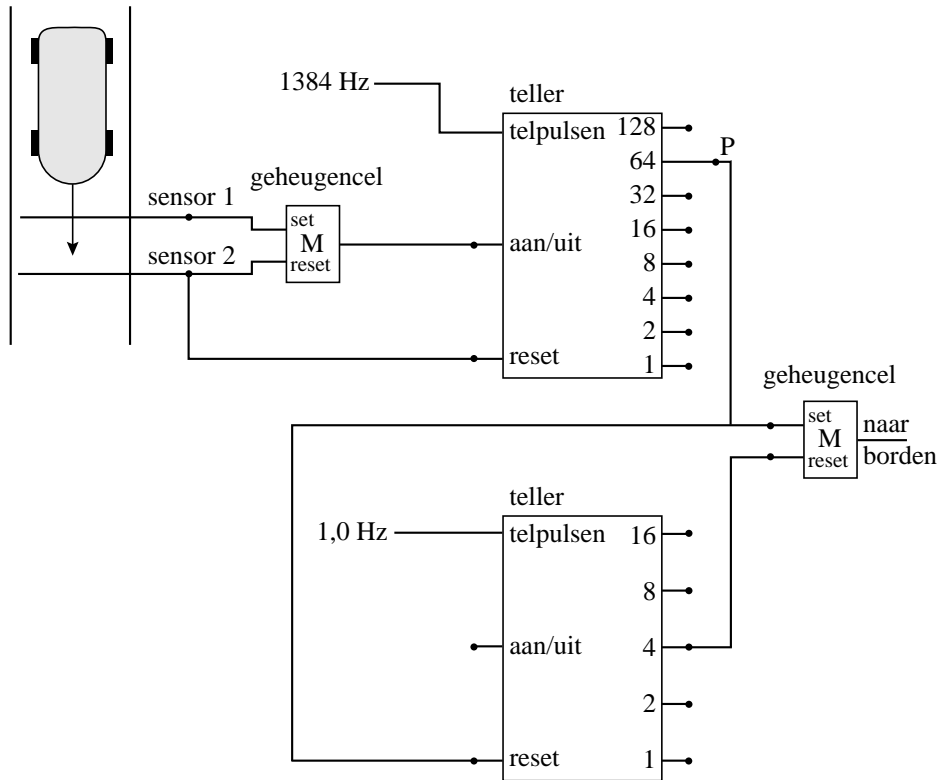 1384 Hz
teller
telpulsen
128
64
P
32
16
8
4
2
1
aan/uit
reset
geheugencel
sensor 1
set
M
reset
sensor 2
geheugencel
set
M
reset
naar
borden
teller
1,0 Hz
telpulsen
16
8
aan/uit
4
2
reset
1